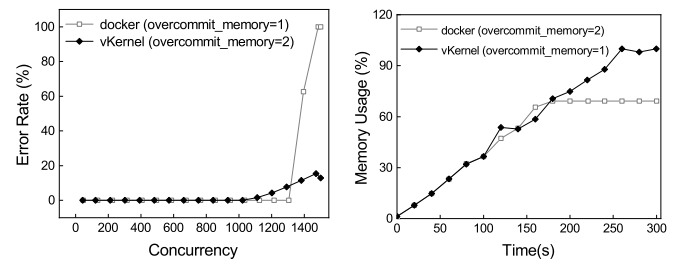 docker (overcommit_memory=1)
vKernel (overcommit_memory=2)
Error Rate (%)
100
80
60
40
20
0
0 200 400 600 800 1000 1200 1400
Concurrency
docker (overcommit_memory=2)
vKernel (overcommit_memory=1)
Memory Usage (%)
120
90
60
30
0
0 50 100 150 200 250 300
Time(s)